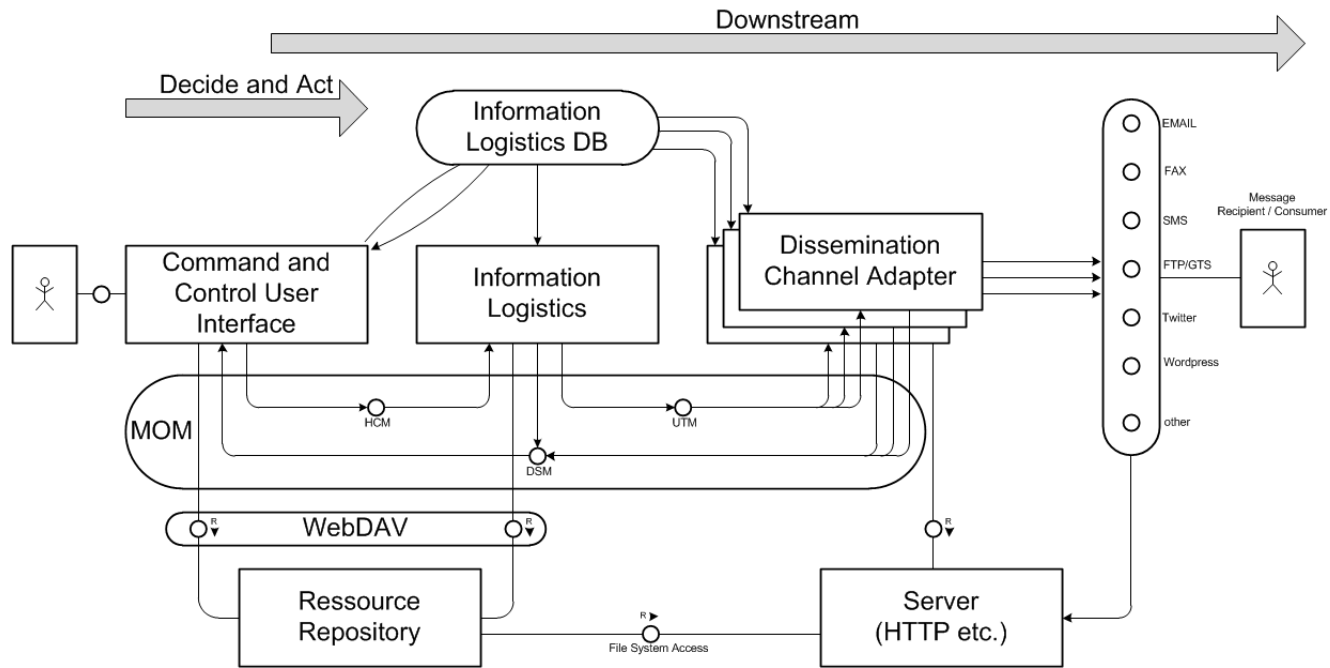 Downstream
Decide and Act
Information
Logistics DB
EMAIL
FAX
SMS
FTP/GTS
Twitter
Wordpress
other
Message
Recipient / Consumer
Command and
Control User
Interface
Information
Logistics
Dissemination
Channel Adapter
MOM
HCM
UTM
DSM
WebDAV
R
R
R
Ressource
Repository
R
File System Access
Server
(HTTP etc.)